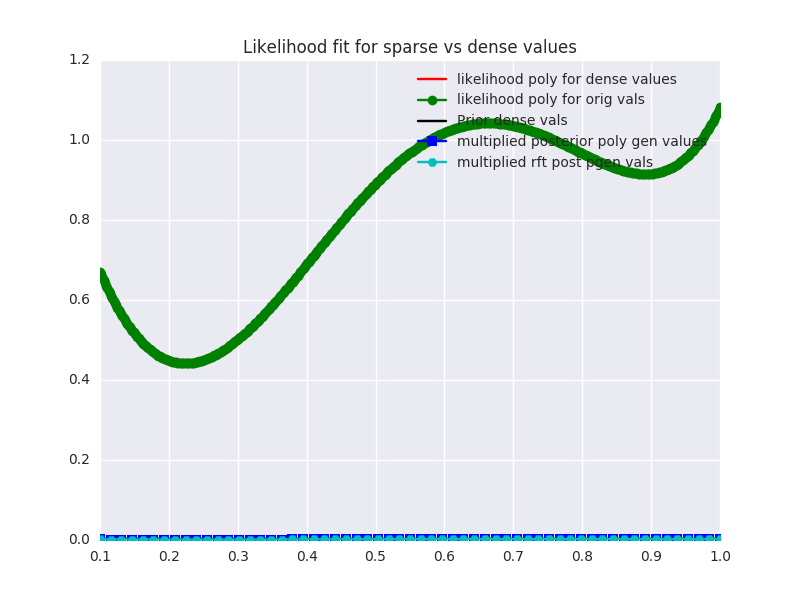 Likelihood fit for sparse vs dense values
1.2
1.0
0.8
0.6
0.4
0.2
0.0
likelihood poly for dense values
likelihood poly for orig vals
Prior dense vals
multiplied posterior poly gen values
multiplied rft post pgen vals
0.1 0.2 0.3 0.4 0.5 0.6 0.7 0.8 0.9 1.0